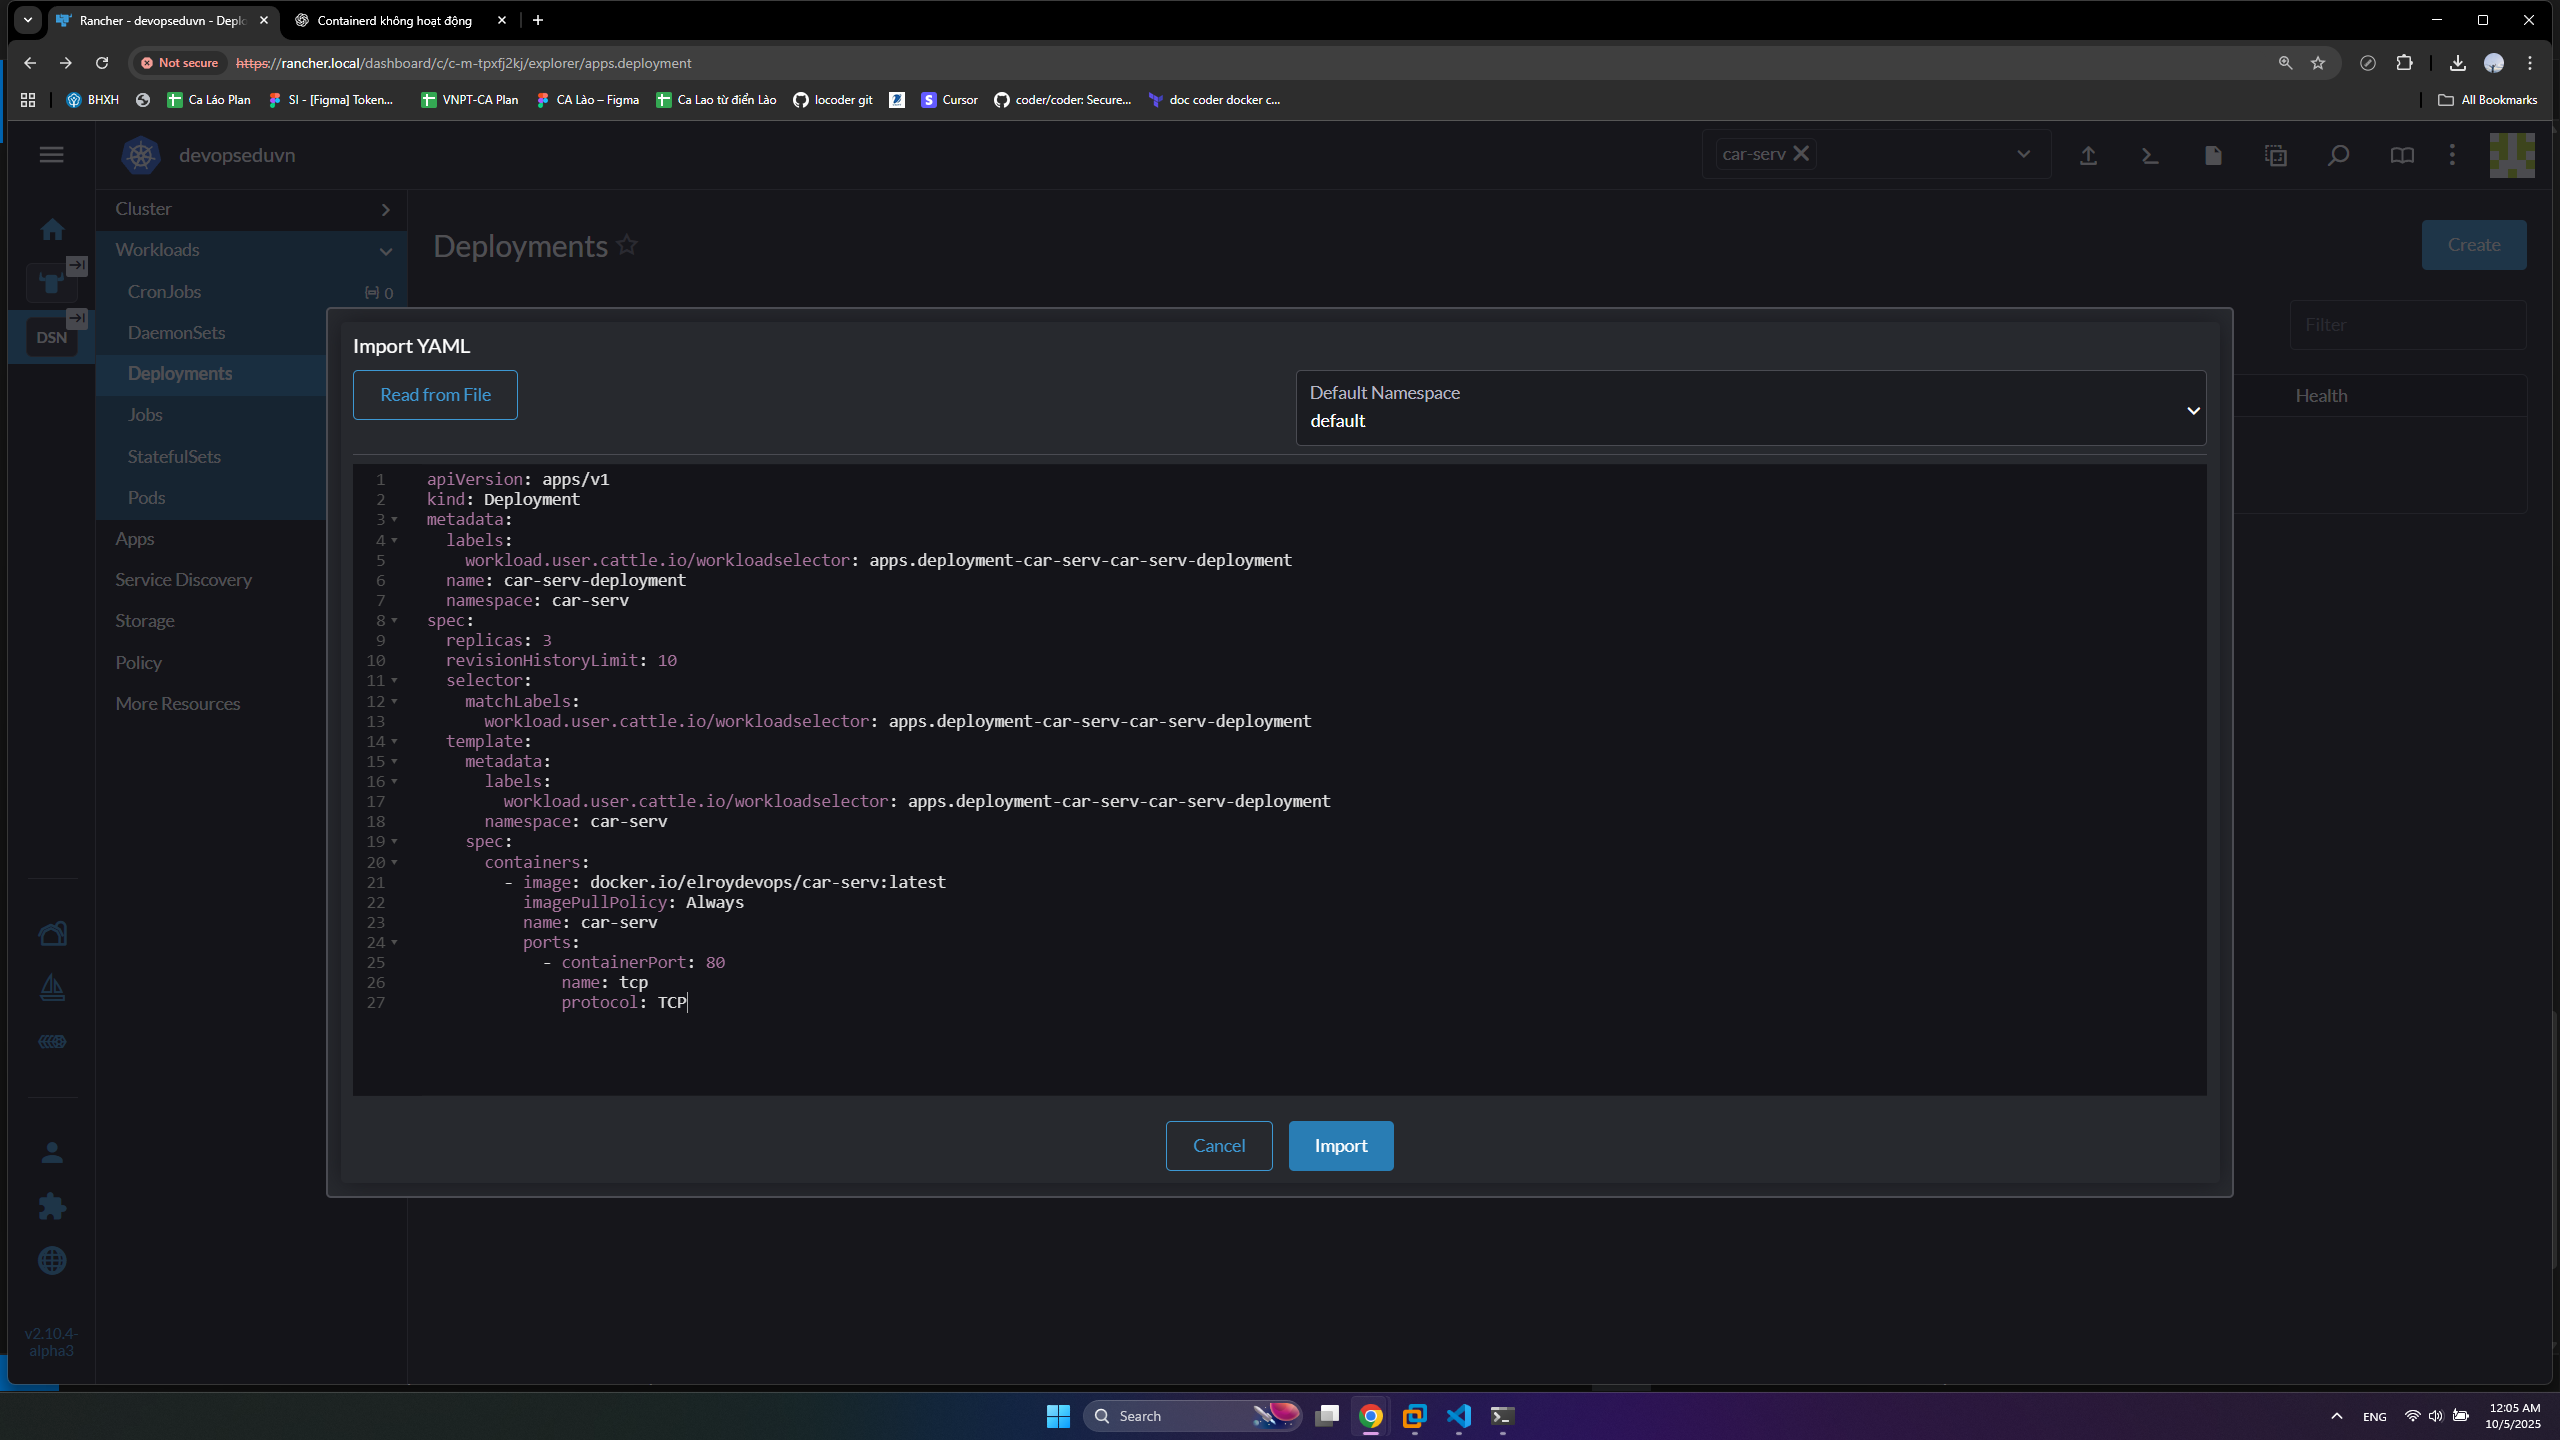 Rancher - devopseduvn - Deplo
Containerd không hoạt động
Not secure
https://rancher.local/dashboard/c/c-m-tpxfj2kj/explorer/apps.deployment
BHXH
Ca Láo Plan
SI - [Figma] Token...
VNPT-CA Plan
CA Lào – Figma
Ca Lao từ điển Lào
locoder git
Cursor
coder/coder: Secure...
doc coder docker c...
All Bookmarks
devopseduvn
car-serv
Cluster
Workloads
CronJobs
0
DaemonSets
Deployments
Jobs
StatefulSets
Pods
Apps
Service Discovery
Storage
Policy
More Resources
DSN
v2.10.4-
alpha3
Deployments
Create
Filter
Health
Import YAML
Read from File
Default Namespace
default
1 apiVersion: apps/v1
2 kind: Deployment
3 metadata:
4 labels:
5 workload.user.cattle.io/workloadselector: apps.deployment-car-serv-car-serv-deployment
6 name: car-serv-deployment
7 namespace: car-serv
8 spec:
9 replicas: 3
10 revisionHistoryLimit: 10
11 selector:
12 matchLabels:
13 workload.user.cattle.io/workloadselector: apps.deployment-car-serv-car-serv-deployment
14 template:
15 metadata:
16 labels:
17 workload.user.cattle.io/workloadselector: apps.deployment-car-serv-car-serv-deployment
18 namespace: car-serv
19 spec:
20 containers:
21 - image: docker.io/elroydevops/car-serv:latest
22 imagePullPolicy: Always
23 name: car-serv
24 ports:
25 - containerPort: 80
26 name: tcp
27 protocol: TCP
Cancel
Import
Search
ENG
12:05 AM
10/5/2025